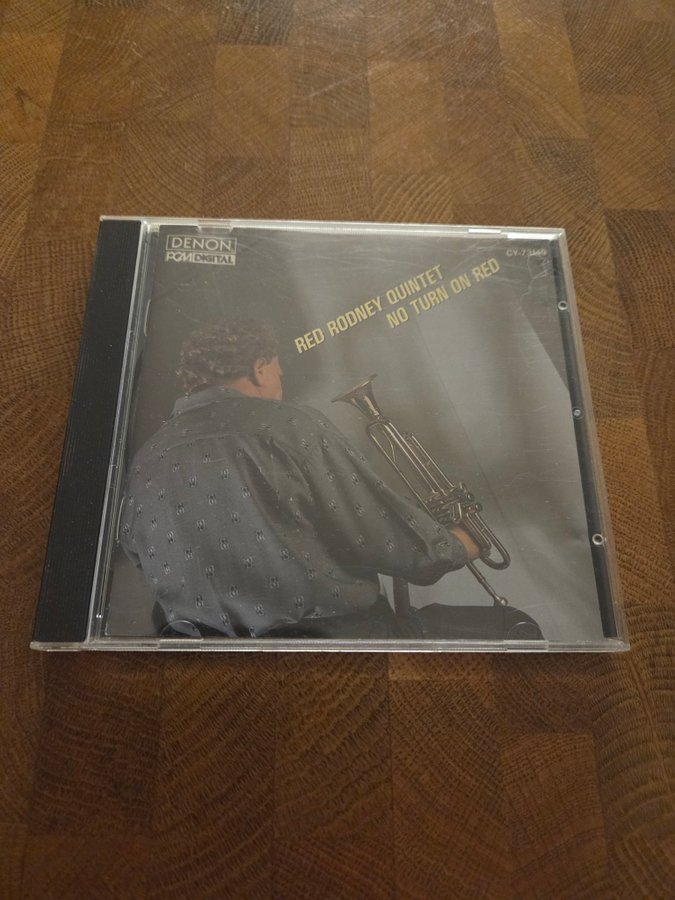 DENON
PCM DIGITAL
RED RODNEY QUINTET
NO TURN ON RED